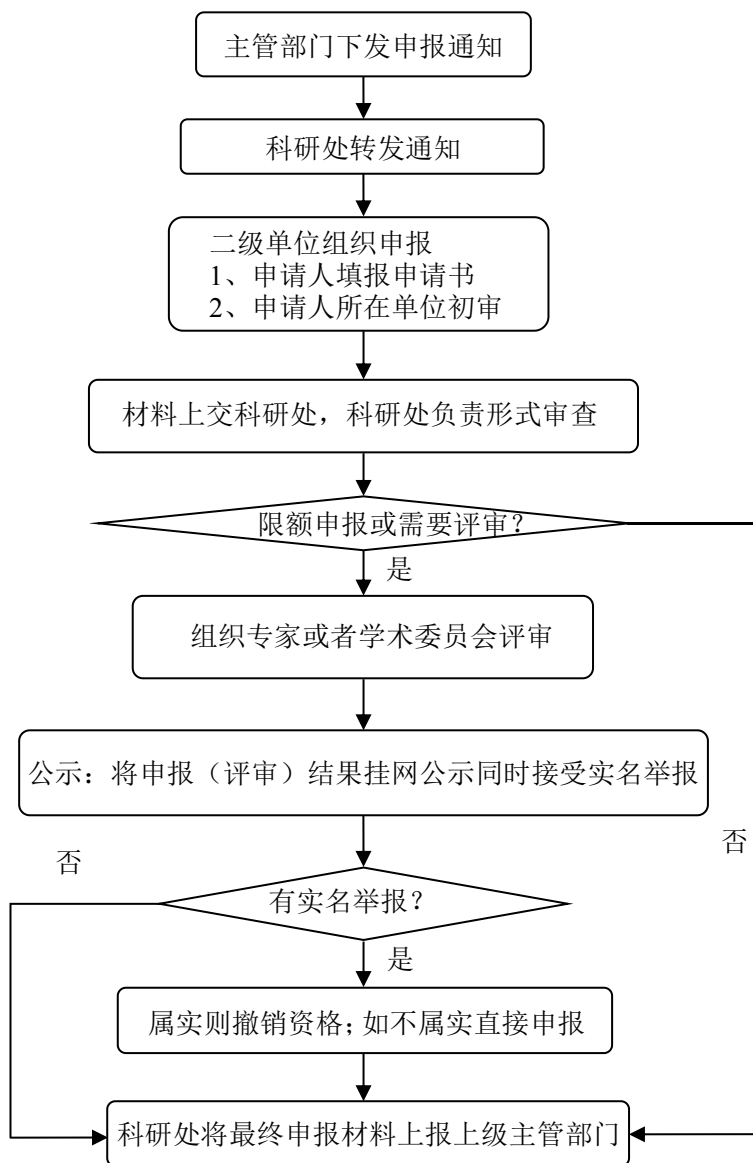 主管部门下发申报通知
科研处转发通知
二级单位组织申报
1、申请人填报申请书
2、申请人所在单位初审
材料上交科研处，科研处负责形式审查
限额申报或需要评审？
是
组织专家或者学术委员会评审
公示：将申报（评审）结果挂网公示同时接受实名举报
否
否
有实名举报？
是
属实则撤销资格；如不属实直接申报
科研处将最终申报材料上报上级主管部门